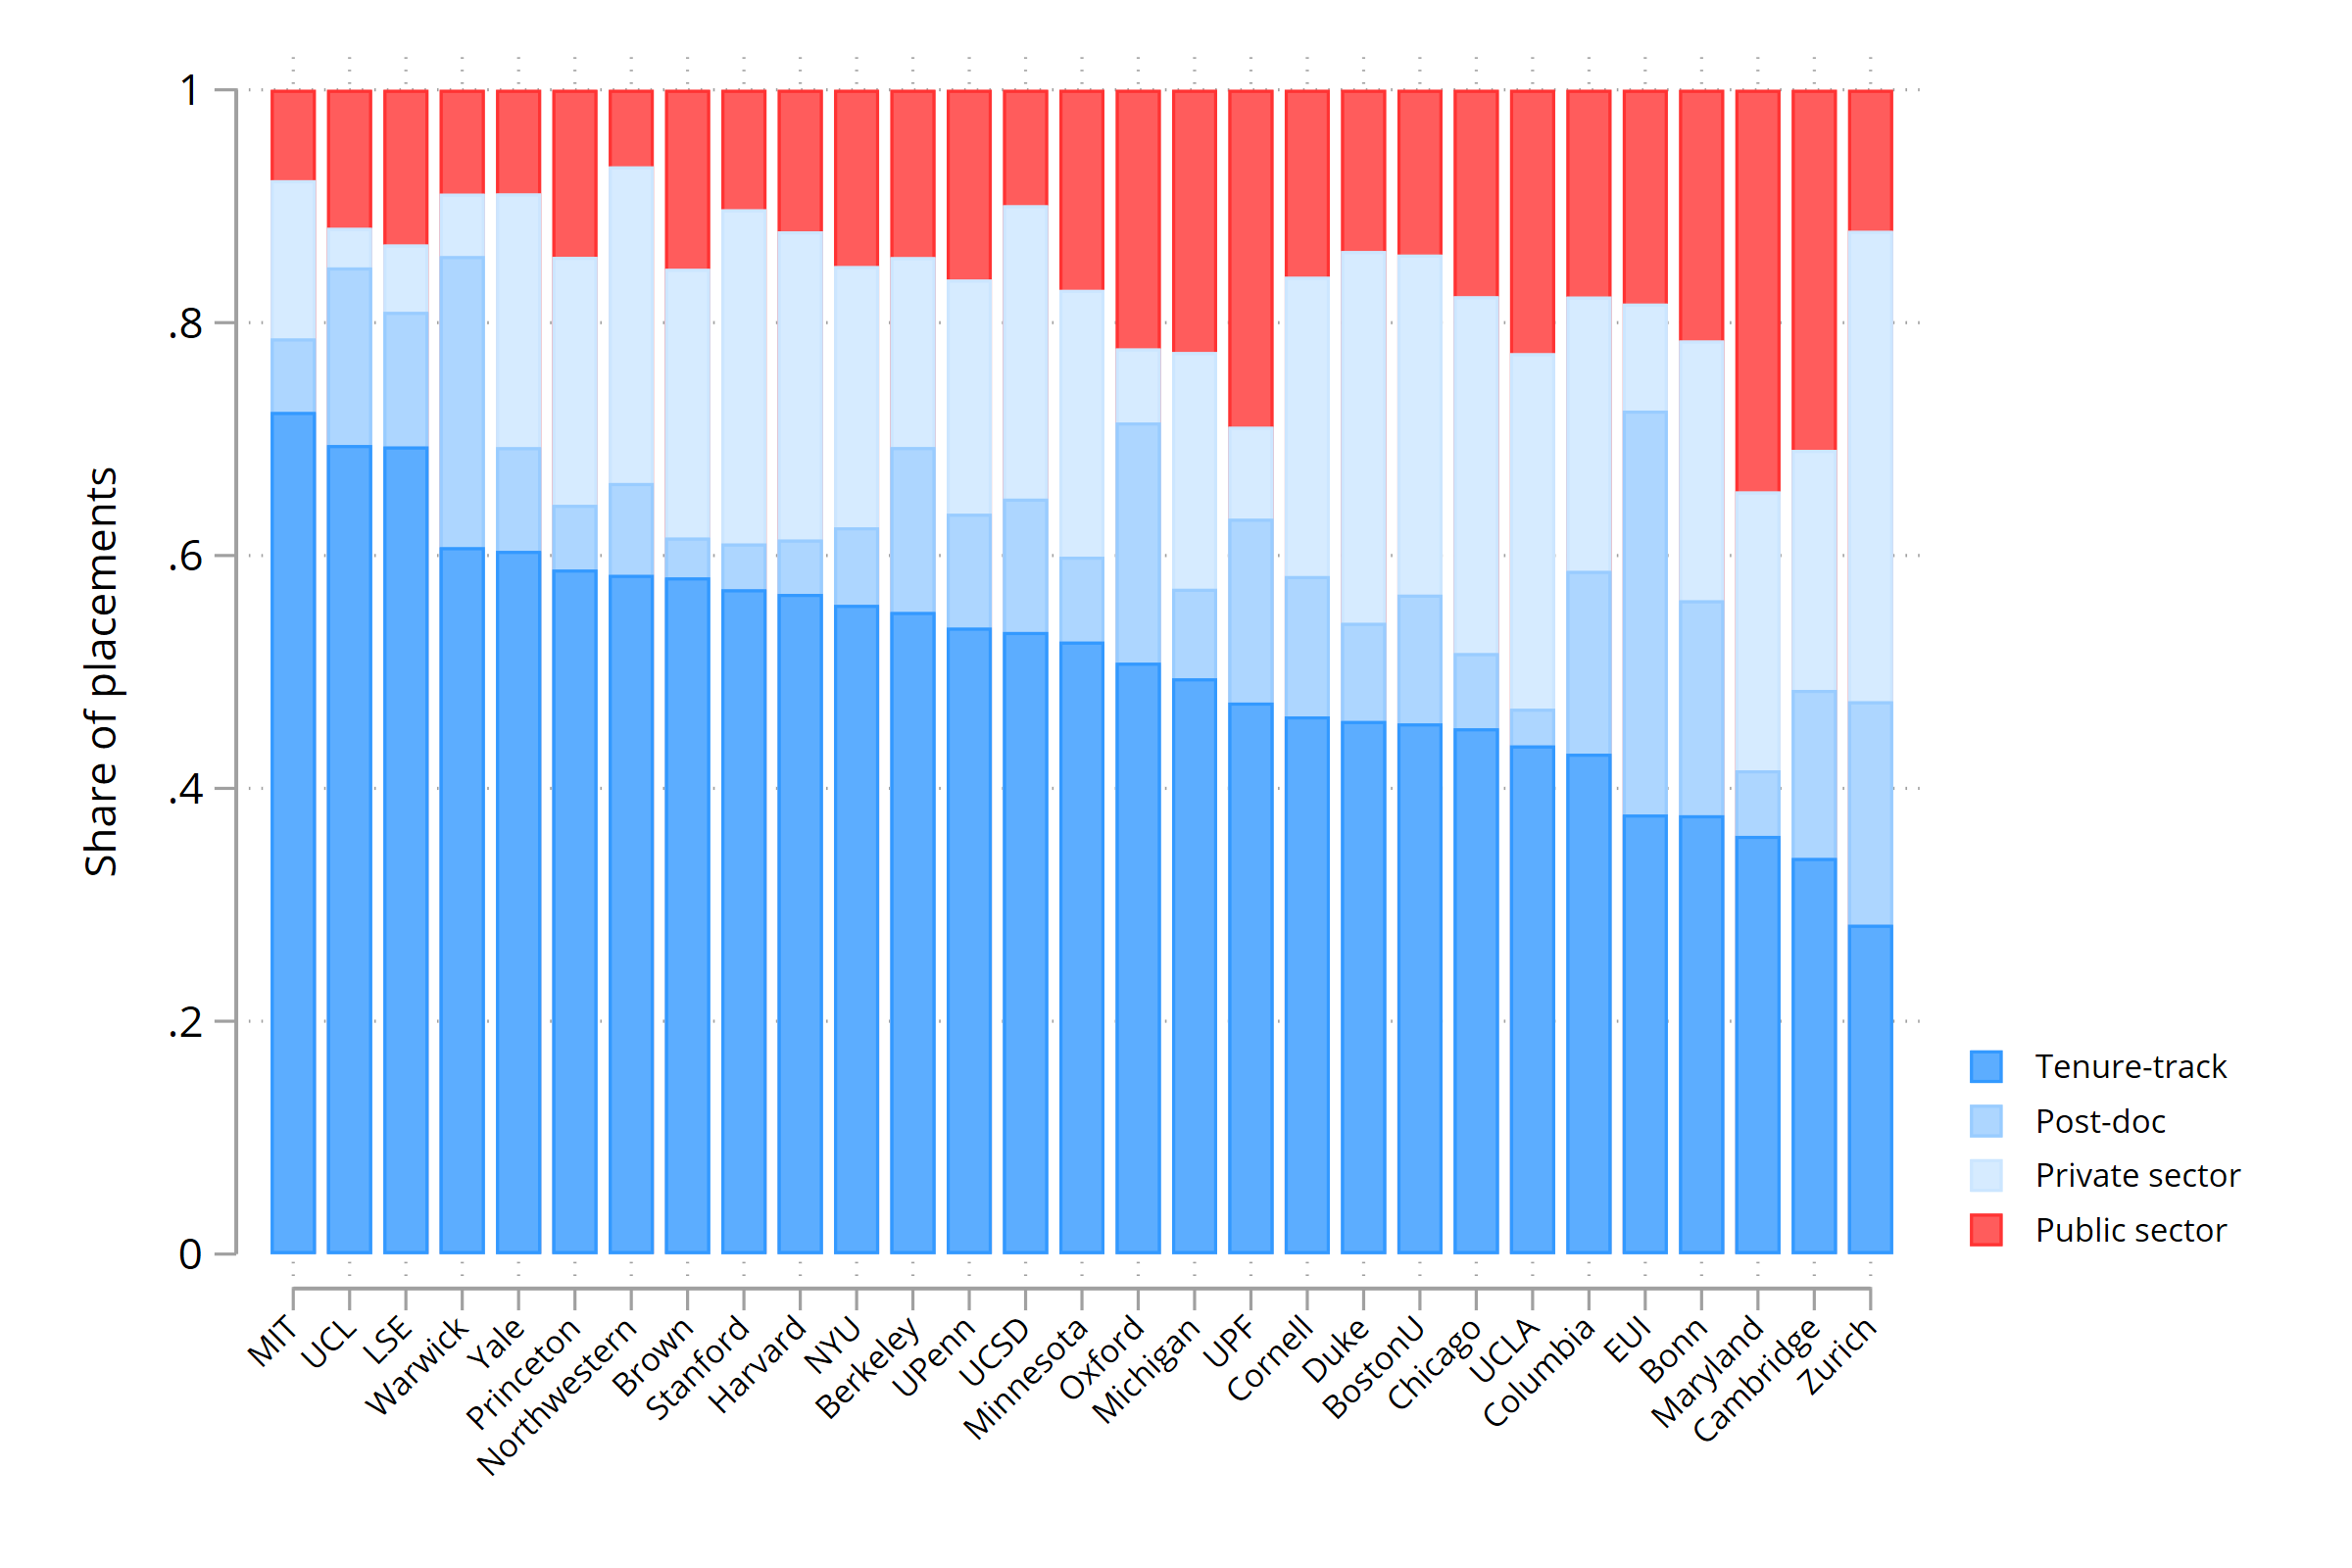 Share of placements
1
.8
.6
.4
.2
0
MIT
UCL
LSE
Warwick
Yale
Princeton
Northwestern
Brown
Stanford
Harvard
NYU
Berkeley
UPenn
UCSD
Minnesota
Oxford
Michigan
UPF
Cornell
Duke
BostonU
Chicago
UCLA
Columbia
EUI
Bonn
Maryland
Cambridge
Zurich
Tenure-track
Post-doc
Private sector
Public sector